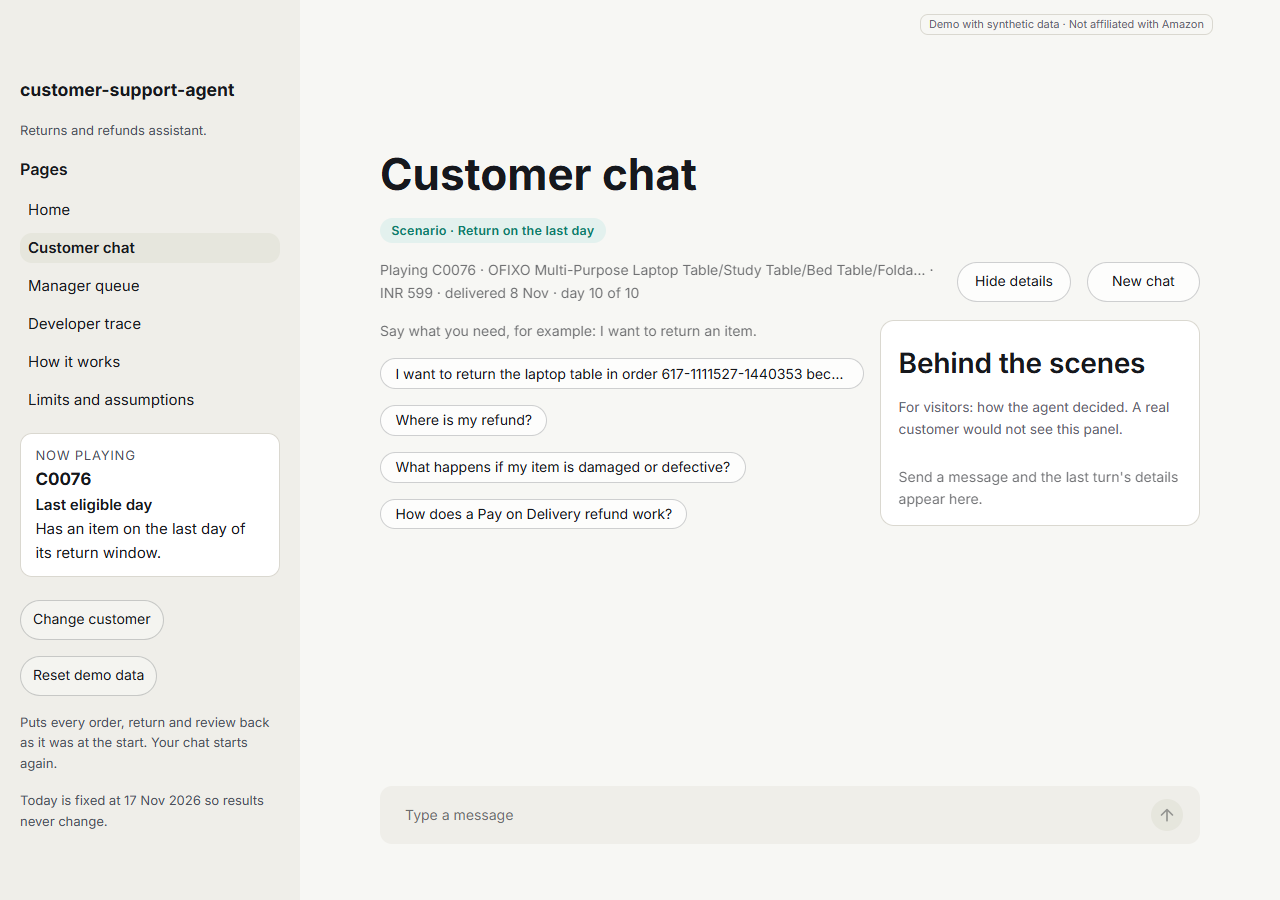 Demo with synthetic data · Not affiliated with Amazon
customer-support-agent
Returns and refunds assistant.
Pages
Home
Customer chat
Manager queue
Developer trace
How it works
Limits and assumptions
NOW PLAYING
C0076
Last eligible day
Has an item on the last day of
its return window.
Change customer
Reset demo data
Puts every order, return and review back
as it was at the start. Your chat starts
again.
Today is fixed at 17 Nov 2026 so results
never change.
Customer chat
Scenario · Return on the last day
Playing C0076 · OFIXO Multi-Purpose Laptop Table/Study Table/Bed Table/Folda... ·
INR 599 · delivered 8 Nov · day 10 of 10
Hide details
New chat
Say what you need, for example: I want to return an item.
I want to return the laptop table in order 617-1111527-1440353 bec...
Where is my refund?
What happens if my item is damaged or defective?
How does a Pay on Delivery refund work?
Behind the scenes
For visitors: how the agent decided. A real
customer would not see this panel.
Send a message and the last turn's details
appear here.
Type a message